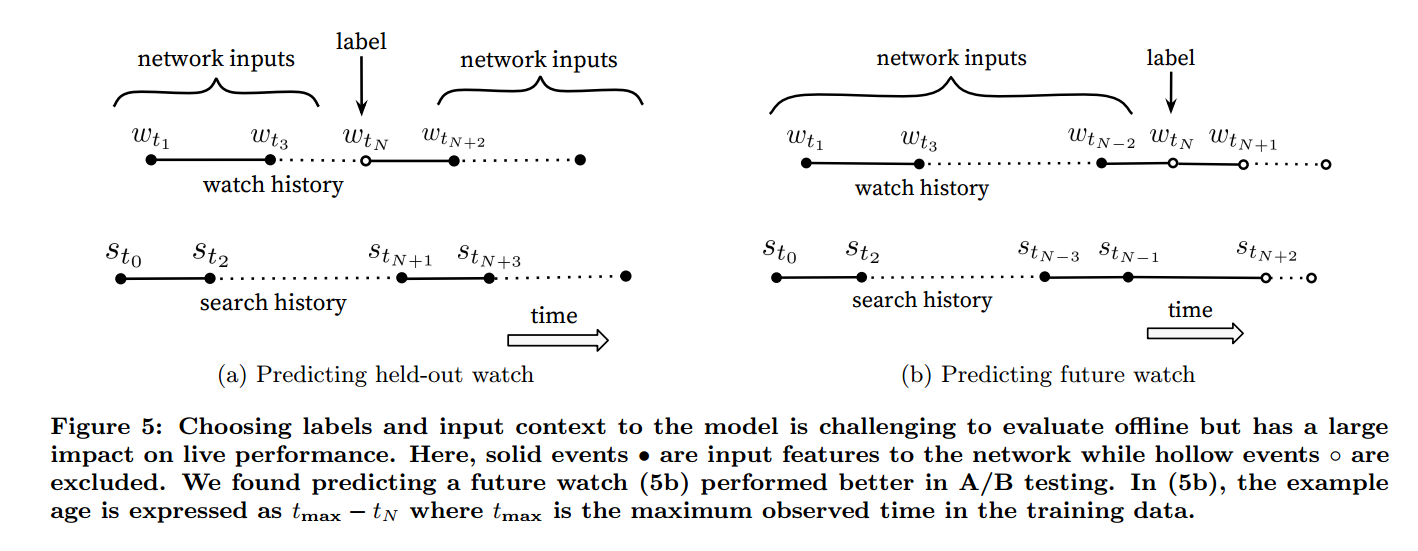 label
network inputs network inputs
w_{t_1} w_{t_3} w_{t_N} w_{t_{N+2}}
watch history
s_{t_0} s_{t_2} s_{t_{N+1}} s_{t_{N+3}}
search history
time
(a) Predicting held-out watch
network inputs label
w_{t_1} w_{t_3} w_{t_{N-2}} w_{t_N} w_{t_{N+1}}
watch history
s_{t_0} s_{t_2} s_{t_{N-3}} s_{t_{N-1}} s_{t_{N+2}}
search history
time
(b) Predicting future watch
Figure 5: Choosing labels and input context to the model is challenging to evaluate offline but has a large
impact on live performance. Here, solid events • are input features to the network while hollow events ◦ are
excluded. We found predicting a future watch (5b) performed better in A/B testing. In (5b), the example
age is expressed as t_{max} − t_N where t_{max} is the maximum observed time in the training data.